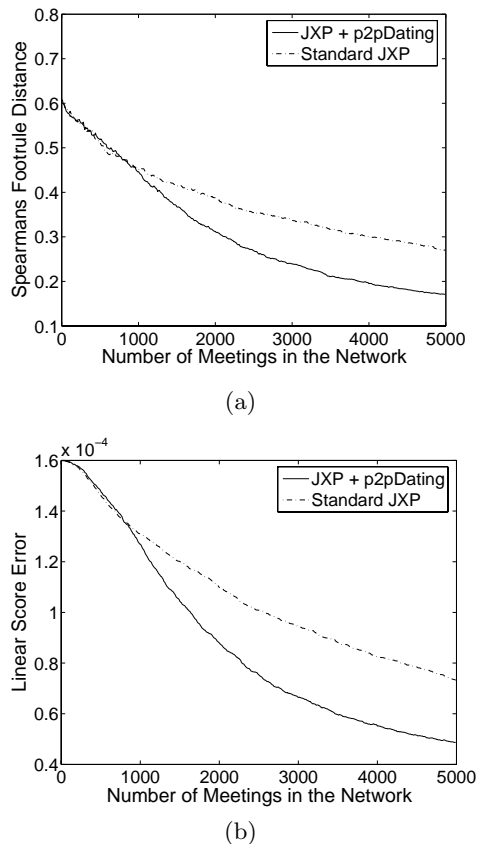 JXP + p2pDating
Standard JXP
Spearmans Footrule Distance
0.8
0.7
0.6
0.5
0.4
0.3
0.2
0.1
0 1000 2000 3000 4000 5000
Number of Meetings in the Network
(a)
x 10⁻⁴
JXP + p2pDating
Standard JXP
Linear Score Error
1.6
1.4
1.2
1
0.8
0.6
0.4
0 1000 2000 3000 4000 5000
Number of Meetings in the Network
(b)